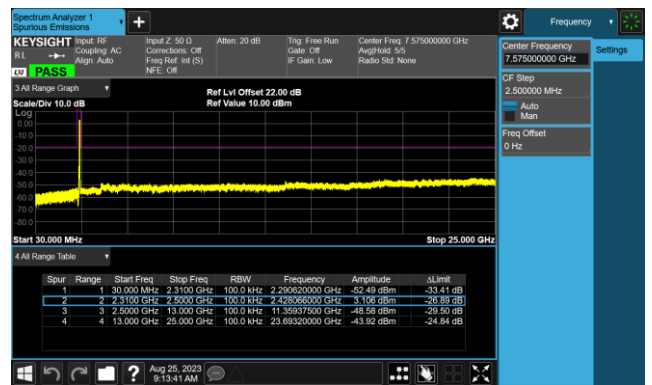 Spectrum Analyzer 1
Spurious Emissions
+
Frequency
KEYSIGHT Input: RF
R L
Coupling: AC
Align: Auto
LXI PASS
Input Z: 50 Ω
Corrections: Off
Freq Ref: Int (S)
NFE: Off
Atten: 20 dB
Trig: Free Run
Gate: Off
IF Gain: Low
Center Freq: 7.575000000 GHz
Avg|Hold: 5/5
Radio Std: None
Center Frequency
7.575000000 GHz
Settings
CF Step
2.500000 MHz
Auto
Man
Freq Offset
0 Hz
3 All Range Graph
Scale/Div 10.0 dB
Ref Lvl Offset 22.00 dB
Ref Value 10.00 dBm
Log
0.00
-10.0
-20.0
-30.0
-40.0
-50.0
-60.0
-70.0
-80.0
Start 30.000 MHz
Stop 25.000 GHz
4 All Range Table
Spur Range Start Freq Stop Freq RBW Frequency Amplitude ΔLimit
1 1 30.000 MHz 2.3100 GHz 100.0 kHz 2.290620000 GHz -52.49 dBm -33.41 dB
2 2 2.3100 GHz 2.5000 GHz 100.0 kHz 2.428066000 GHz 3.106 dBm -26.89 dB
3 3 2.5000 GHz 13.000 GHz 100.0 kHz 11.35937500 GHz -48.58 dBm -29.50 dB
4 4 13.000 GHz 25.000 GHz 100.0 kHz 23.69320000 GHz -43.92 dBm -24.84 dB
?
Aug 25, 2023
9:13:41 AM